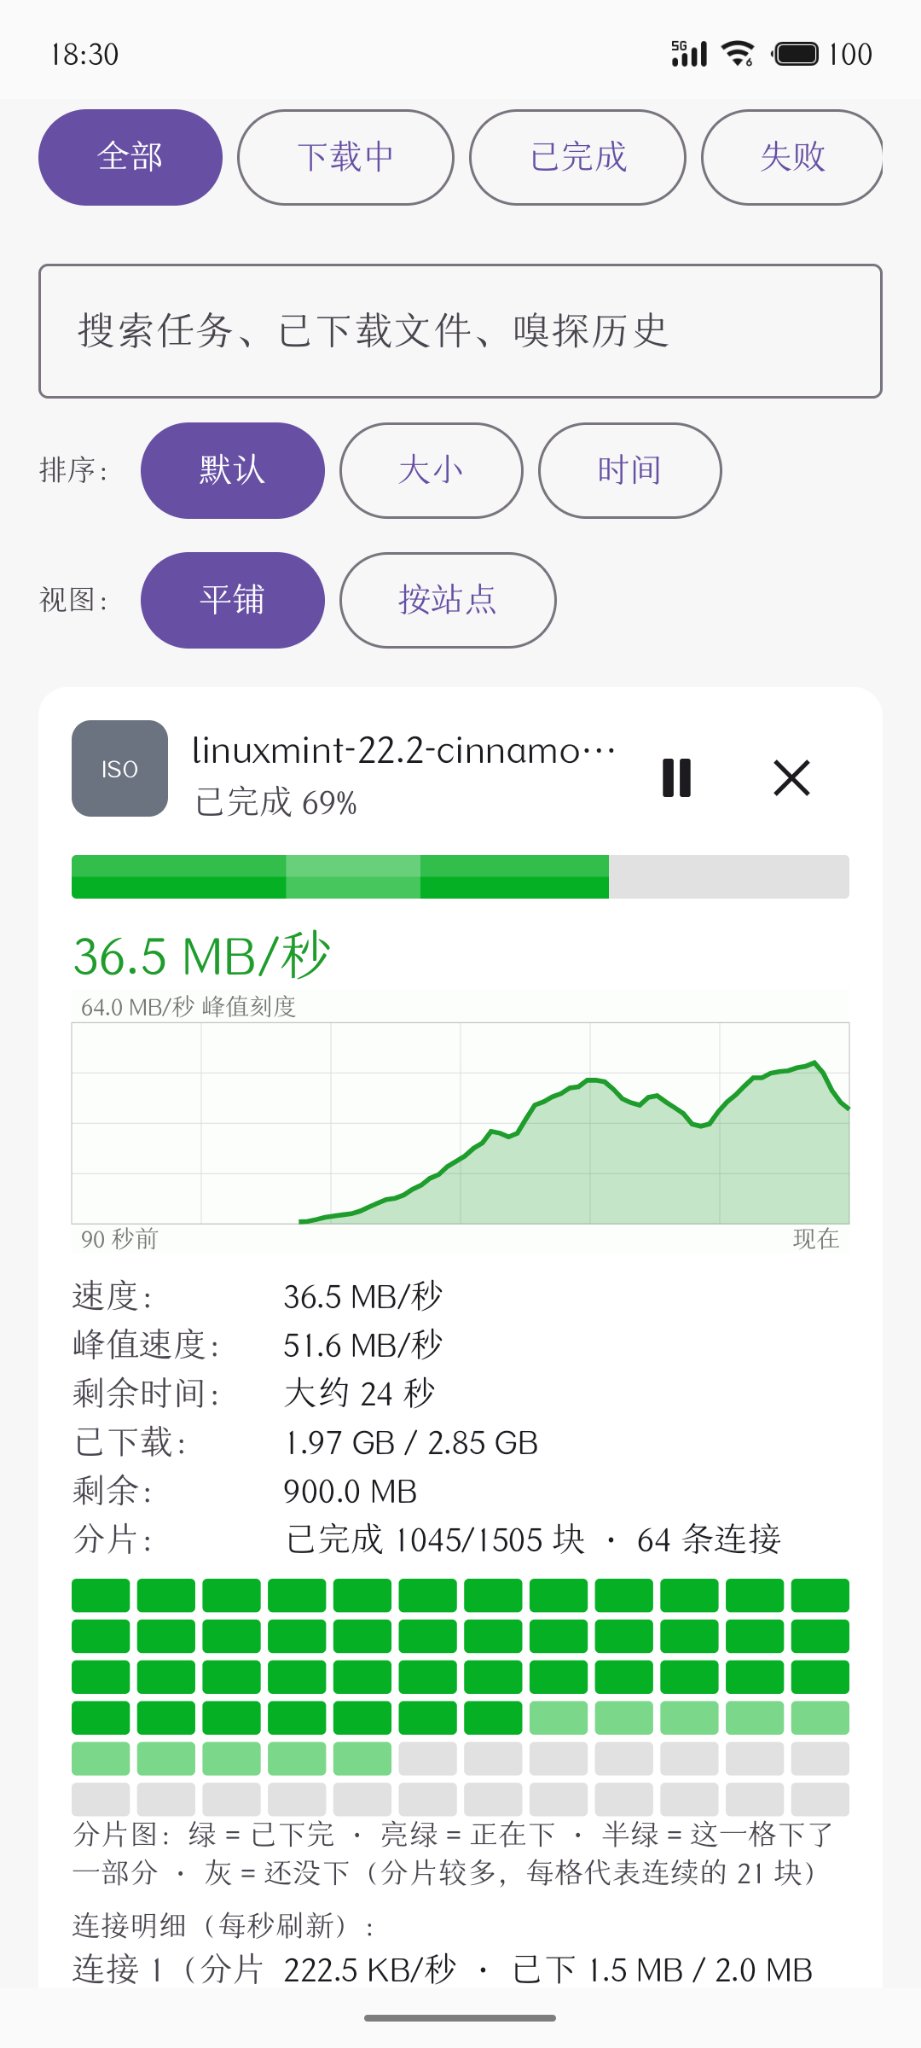 18:30
5G
6
100
全部
下载中
已完成
失败
搜索任务、已下载文件、嗅探历史
排序：
默认
大小
时间
视图：
平铺
按站点
ISO
linuxmint-22.2-cinnamo…
已完成 69%
36.5 MB/秒
64.0 MB/秒 峰值刻度
90 秒前
现在
速度： 36.5 MB/秒
峰值速度： 51.6 MB/秒
剩余时间： 大约 24 秒
已下载： 1.97 GB / 2.85 GB
剩余： 900.0 MB
分片： 已完成 1045/1505 块 · 64 条连接
分片图：绿 = 已下完 · 亮绿 = 正在下 · 半绿 = 这一格下了
一部分 · 灰 = 还没下（分片较多，每格代表连续的 21 块）
连接明细（每秒刷新）：
连接 1（分片 222.5 KB/秒 · 已下 1.5 MB / 2.0 MB